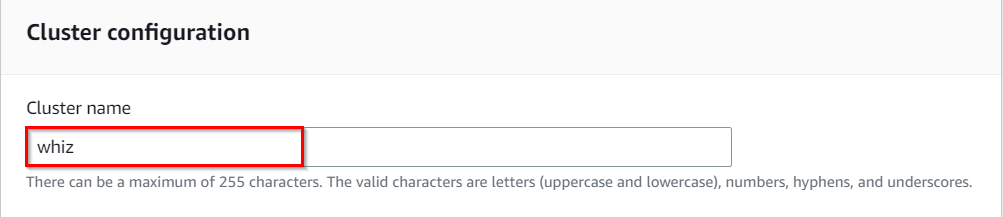 Cluster configuration
Cluster name
whiz
There can be a maximum of 255 characters. The valid characters are letters (uppercase and lowercase), numbers, hyphens, and underscores.